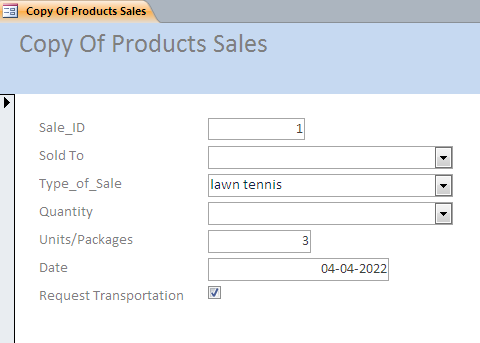 Copy Of Products Sales
Copy Of Products Sales
Sale_ID 1
Sold To
Type_of_Sale lawn tennis
Quantity
Units/Packages 3
Date 04-04-2022
Request Transportation